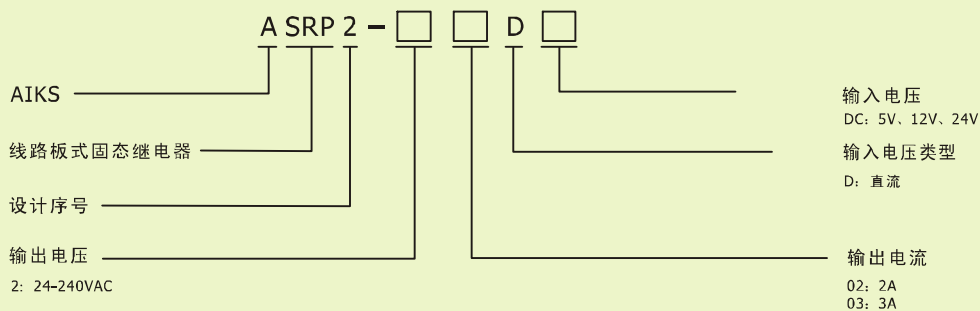 A SRP 2 - □ □ D □
AIKS
线路板式固态继电器
设计序号
输出电压
2: 24-240VAC
输入电压
DC: 5V、12V、24V
输入电压类型
D: 直流
输出电流
02: 2A
03: 3A